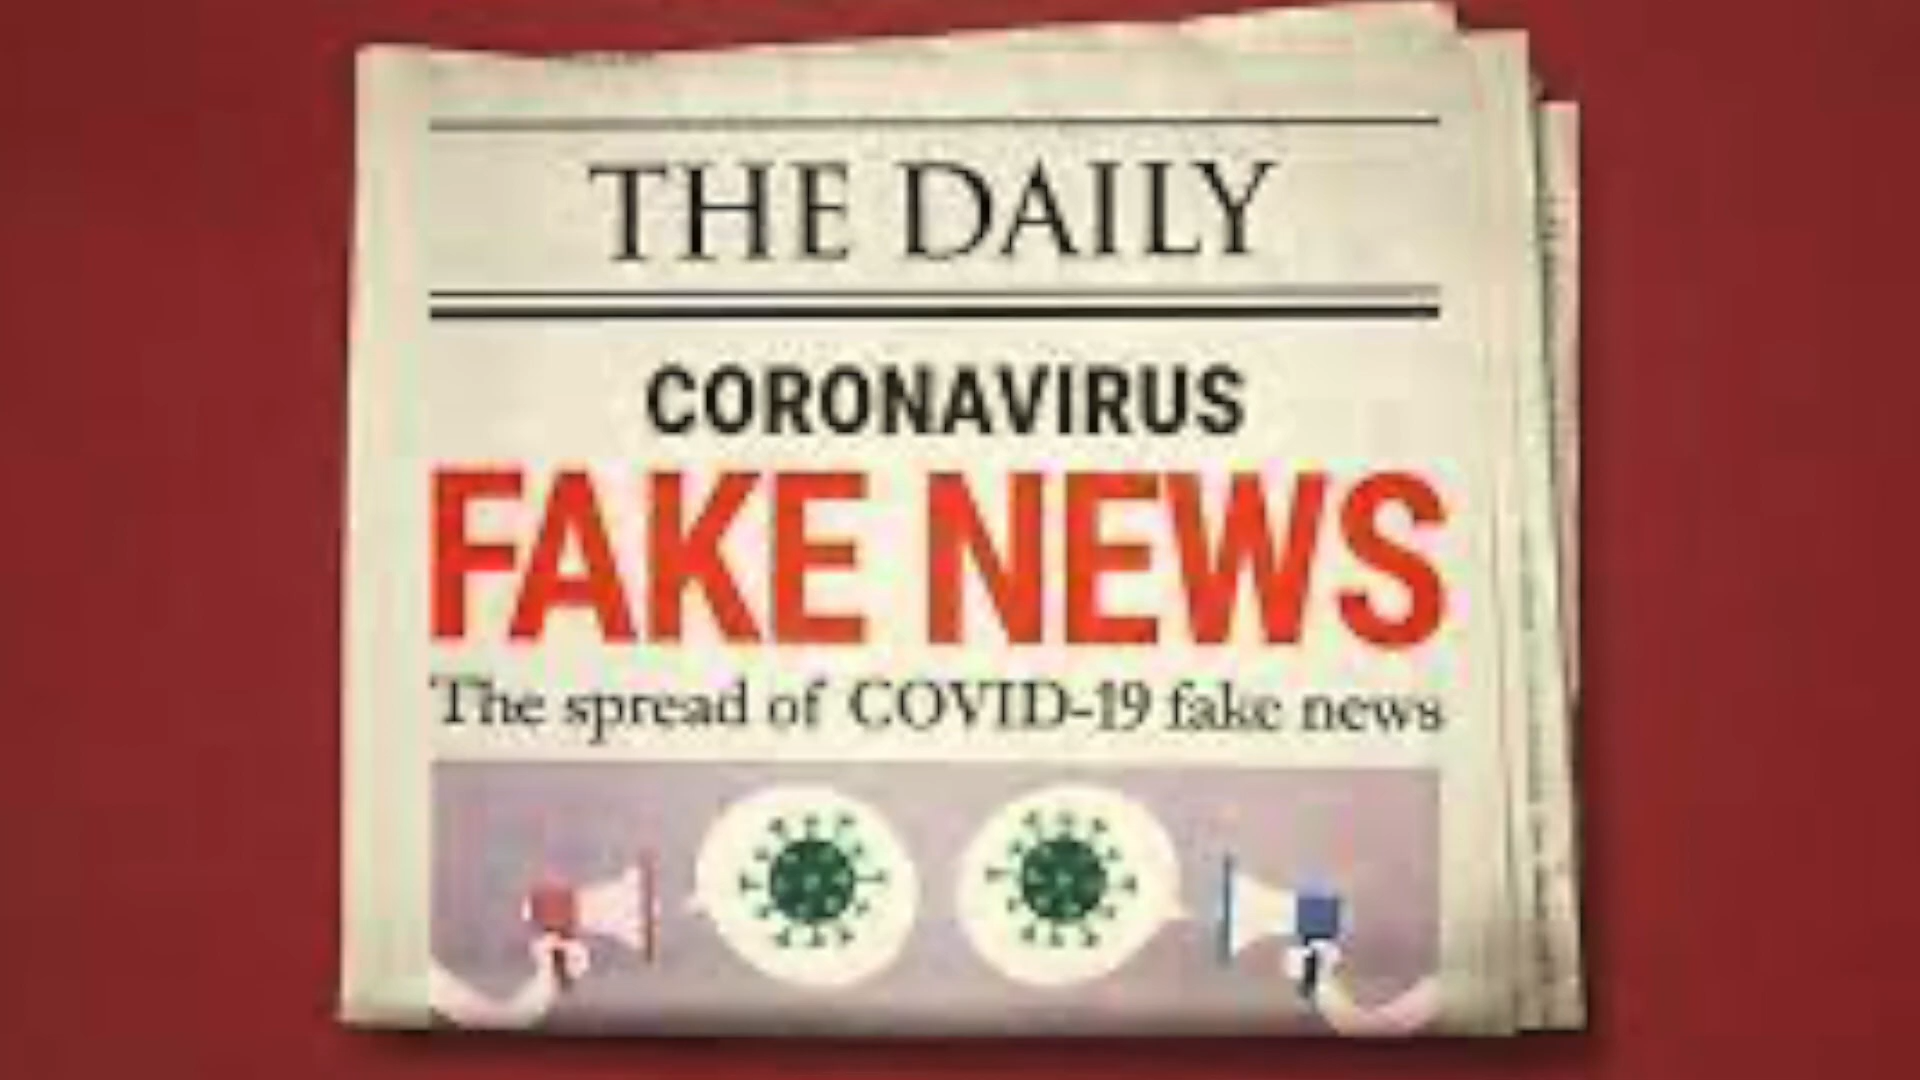 THE DAILY
CORONAVIRUS
FAKE NEWS
The spread of COVID-19 fake news